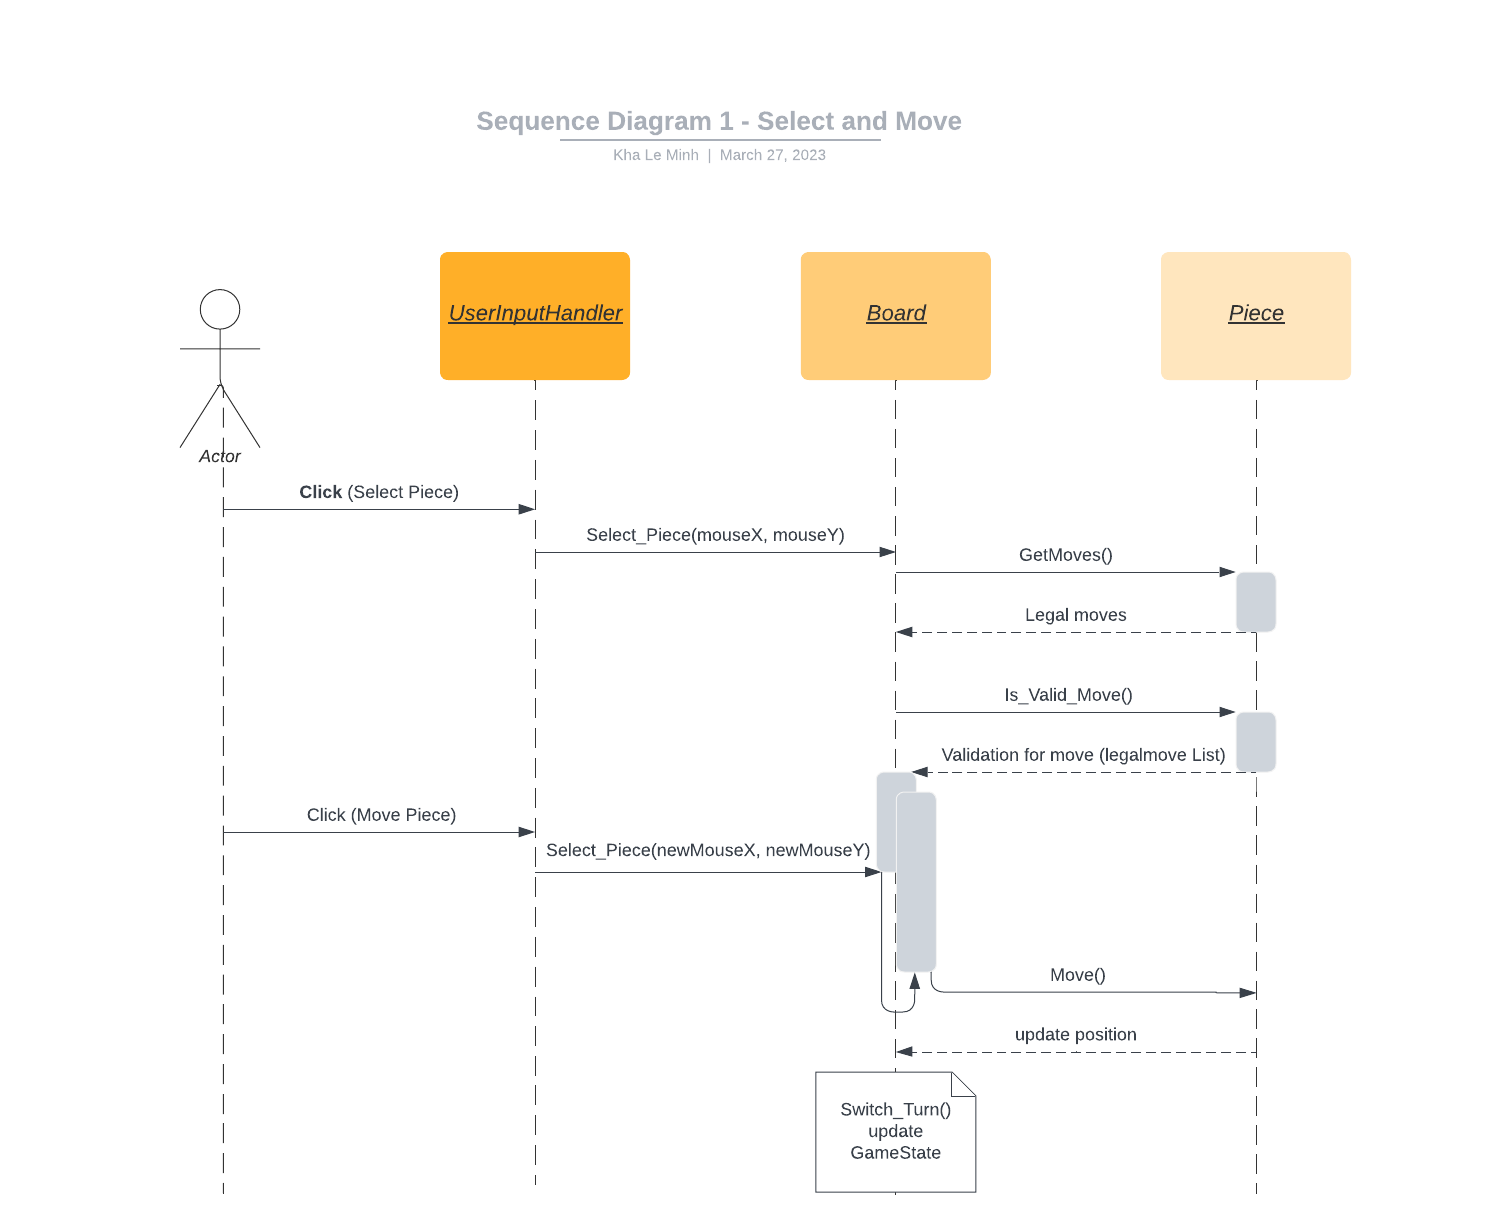 Sequence Diagram 1 - Select and Move
Kha Le Minh | March 27, 2023
UserInputHandler
Board
Piece
Actor
Click (Select Piece)
Select_Piece(mouseX, mouseY)
GetMoves()
Legal moves
Is_Valid_Move()
Validation for move (legalmove List)
Click (Move Piece)
Select_Piece(newMouseX, newMouseY)
Move()
update position
Switch_Turn()
update
GameState